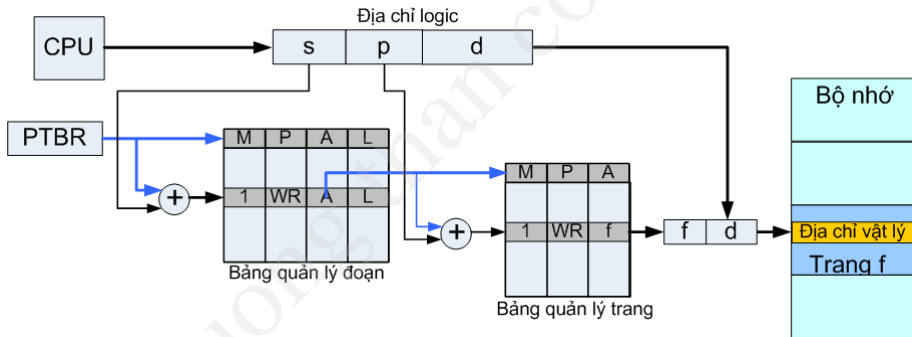 Địa chỉ logic
CPU
s p d
Bộ nhớ
PTBR
M P A L
M P A
1 WR A L
1 WR f
f d
Địa chỉ vật lý
Trang f
Bảng quản lý đoạn
Bảng quản lý trang